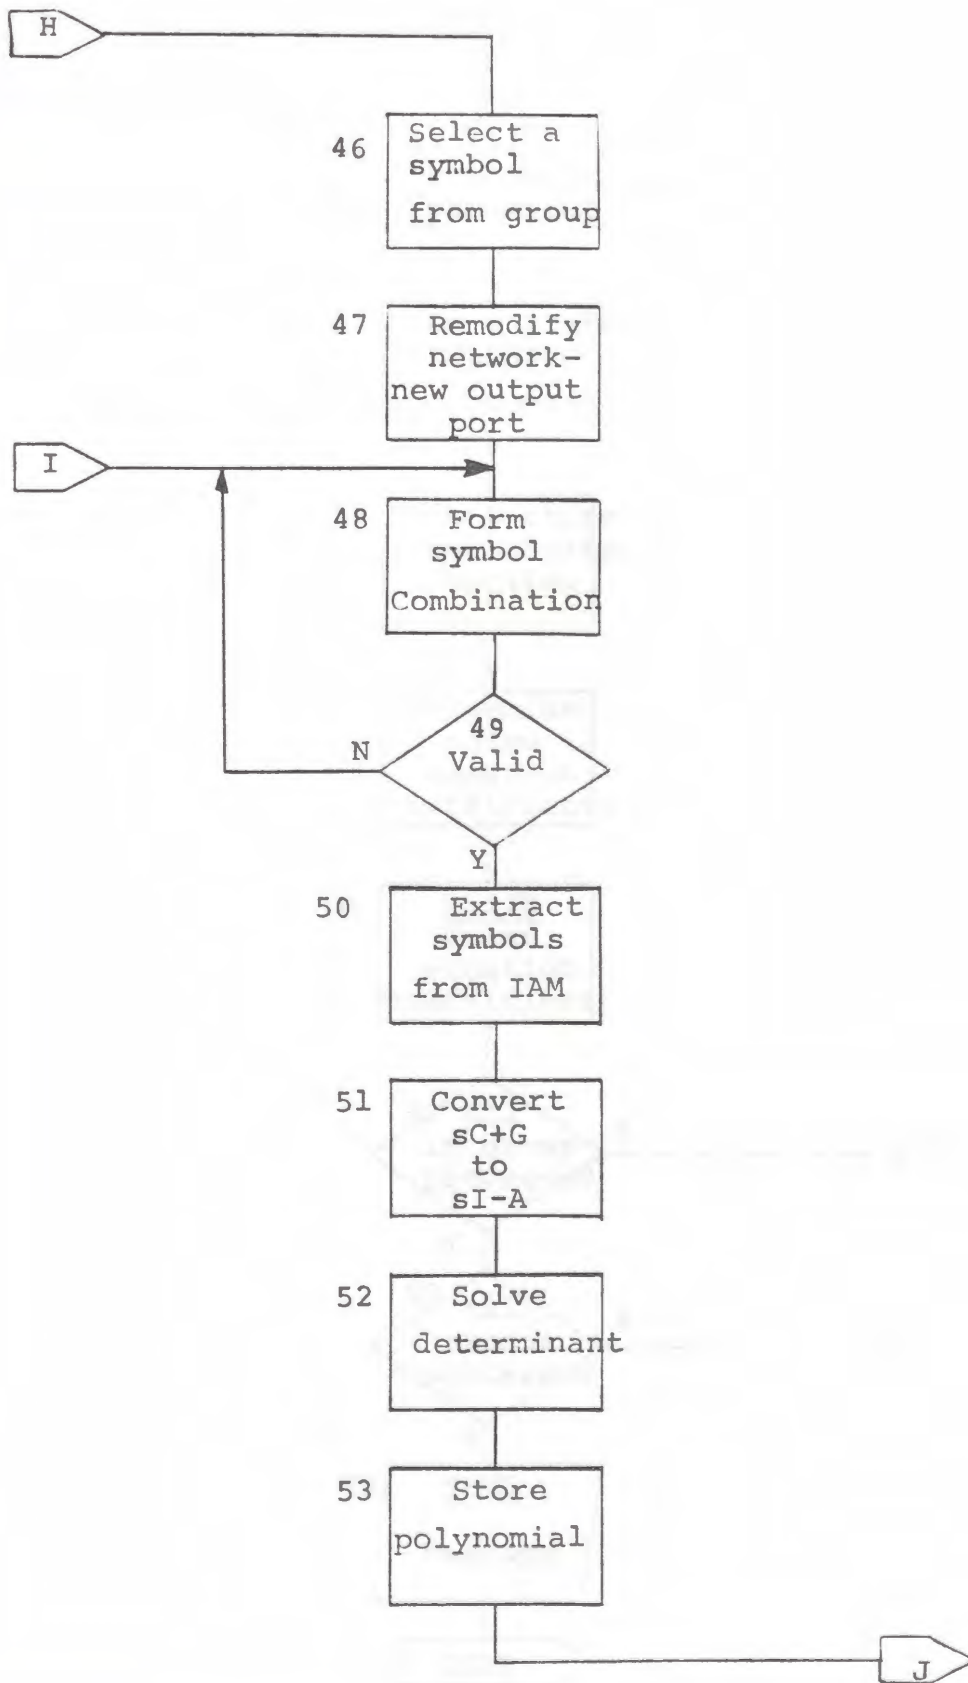 H
46
Select a
symbol
from group
47
Remodify
network-
new output
port
I
48
Form
symbol
Combination
49
Valid
N
Y
50
Extract
symbols
from IAM
51
Convert
sC+G
to
sI-A
52
Solve
determinant
53
Store
polynomial
J